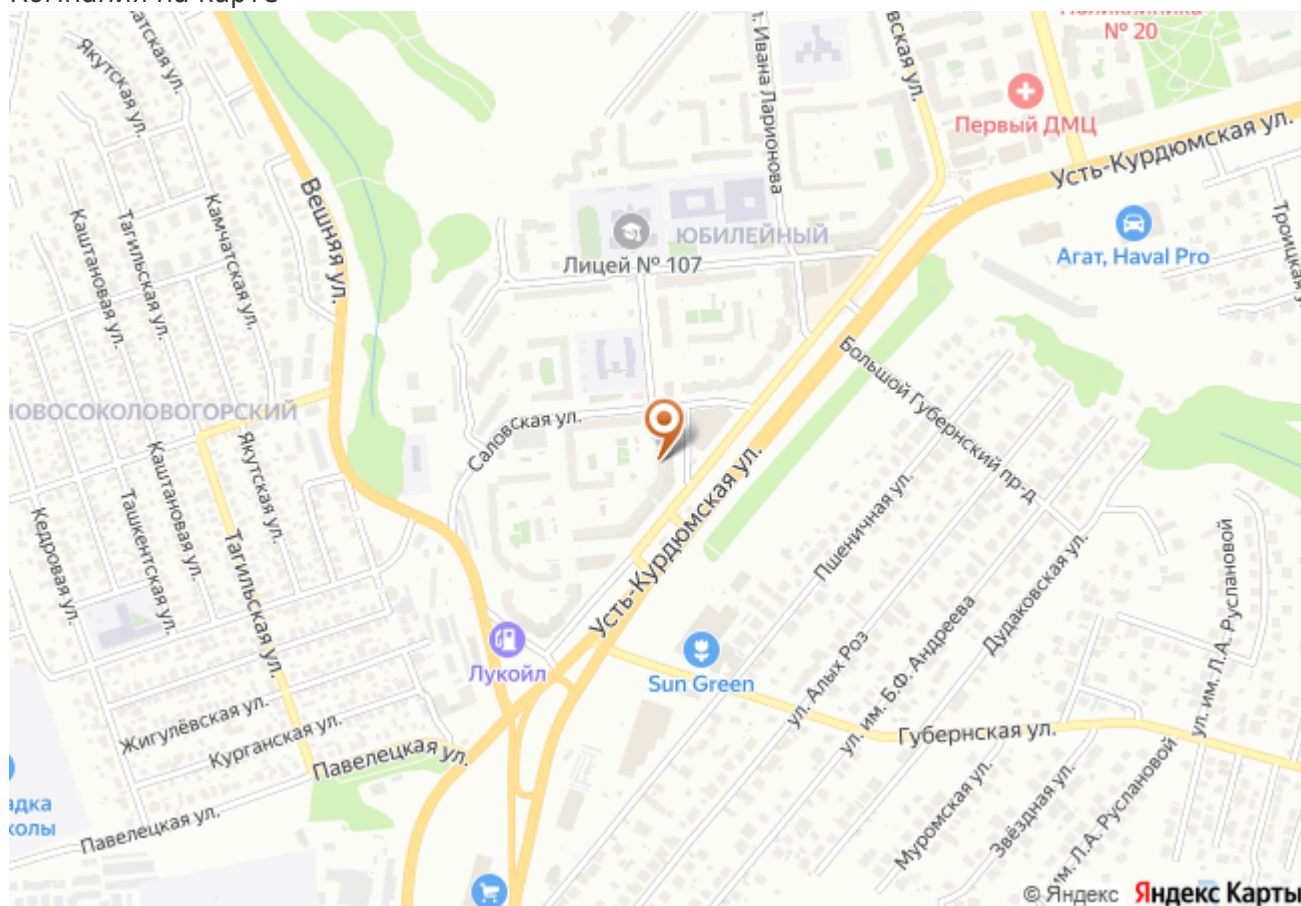 Компания на карте
№ 20
Первый ДМЦ
Усть-Курдюмская ул.
Якутская ул.
Вешняя ул.
Камчатская ул.
Тагильская ул.
Каштановая ул.
Ивана Ларионова
ЮБИЛЕЙНЫЙ
Лицей № 107
Агат, Haval Pro
Троицкая
Большой Губернский пр-д
Саловская ул.
Якутская ул.
Каштановая ул.
Ташкентская ул.
Кедровая ул.
Тагильская ул.
Усть-Курдюмская ул.
Пшеничная ул.
ул. Алых Роз
ул. им. Б.Ф. Андреева
Дудаковская ул.
ул. им. Л.А. Руслановой
Лукойл
Sun Green
Губернская ул.
Жигулёвская ул.
Курганская ул.
Павелецкая ул.
Павелецкая ул.
Муромская ул.
Звёздная ул.
им. Л.А. Руслановой
© Яндекс Яндекс Карты